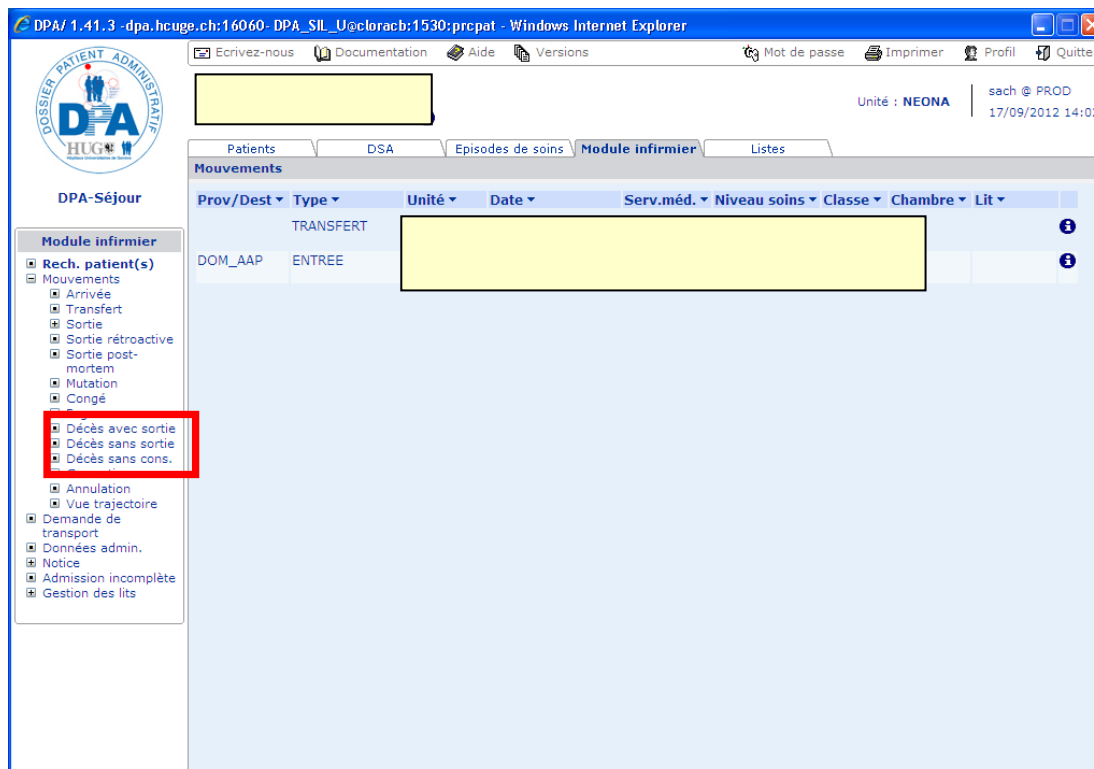 DPA/ 1.41.3 -dpa.hcuge.ch:16060- DPA_SIL_U@cloracb:1530:prcpat - Windows Internet Explorer
Ecrivez-nous Documentation Aide Versions Mot de passe Imprimer Profil Quitte
DOSSIER PATIENT ADMINISTRATIF
DPA
HUG
Unité : NEONA
sach @ PROD
17/09/2012 14:0
Patients DSA Episodes de soins Module infirmier Listes
Mouvements
DPA-Séjour
Prov/Dest Type Unité Date Serv.méd. Niveau soins Classe Chambre Lit
TRANSFERT
DOM_AAP ENTREE
Module infirmier
Rech. patient(s)
Mouvements
Arrivée
Transfert
Sortie
Sortie rétroactive
Sortie post-
mortem
Mutation
Congé
Décès avec sortie
Décès sans sortie
Décès sans cons.
Annulation
Vue trajectoire
Demande de
transport
Données admin.
Notice
Admission incomplète
Gestion des lits